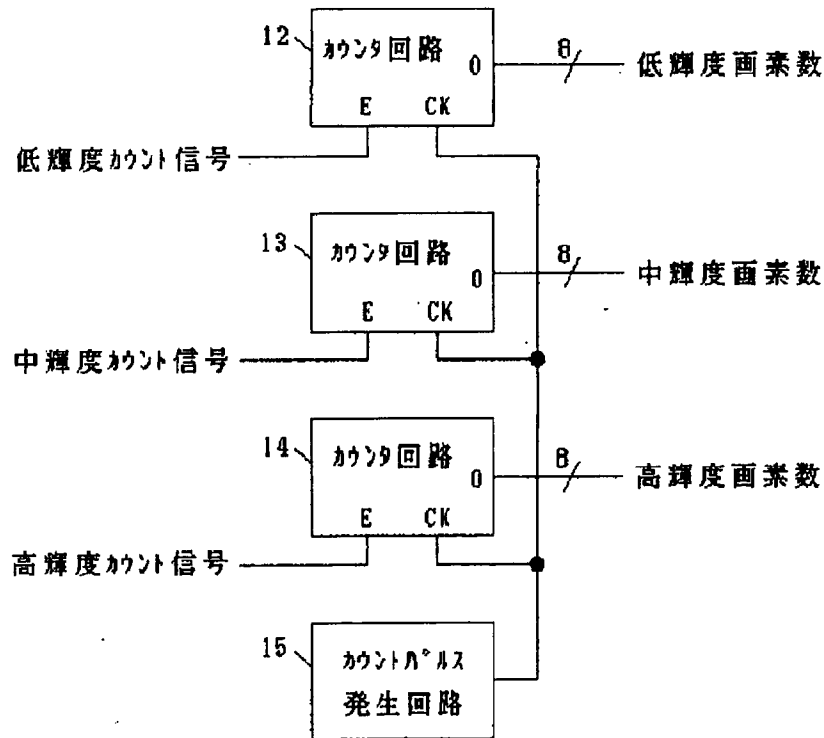 12
カウンタ回路
O
E
CK
8
低輝度画素数
低輝度カウント信号
13
カウンタ回路
O
E
CK
8
中輝度画素数
中輝度カウント信号
14
カウンタ回路
O
E
CK
8
高輝度画素数
高輝度カウント信号
15
カウントパルス
発生回路